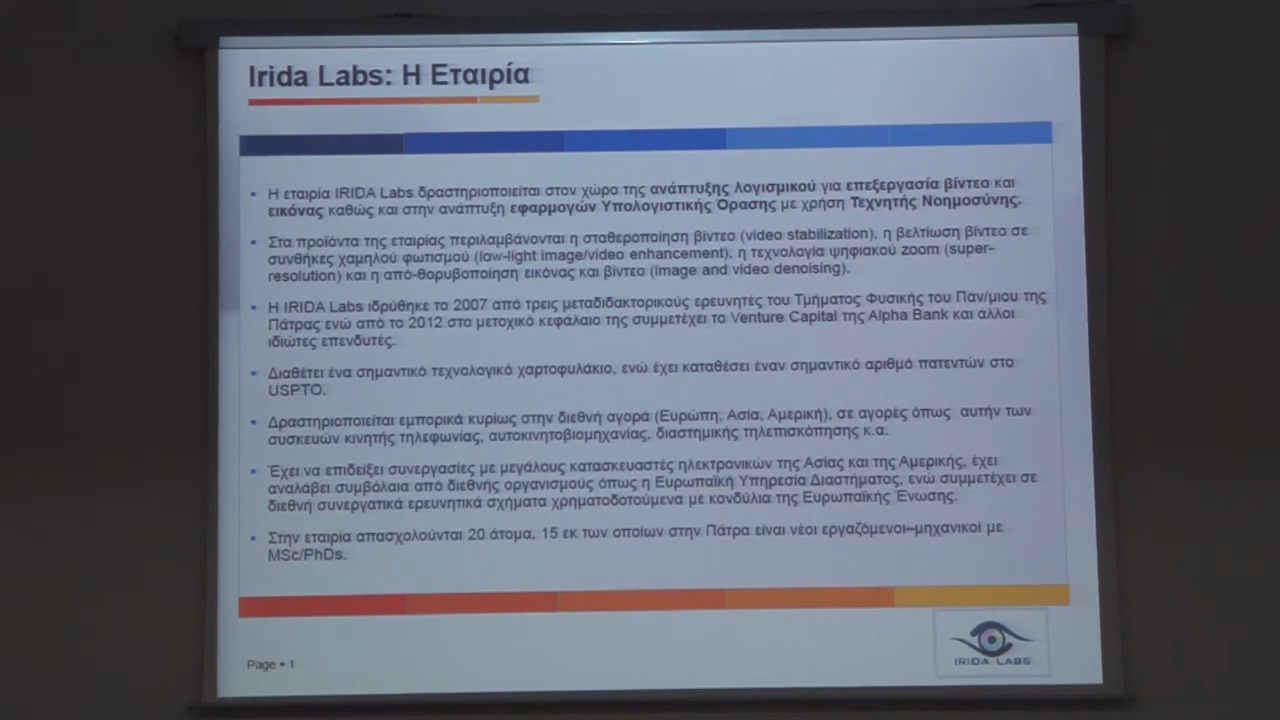 Irida Labs: Η Εταιρία
▪ Η εταιρία IRIDA Labs δραστηριοποιείται στον χώρο της ανάπτυξης λογισμικού για επεξεργασία βίντεο και
εικόνας καθώς και στην ανάπτυξη εφαρμογών Υπολογιστικής Όρασης με χρήση Τεχνητής Νοημοσύνης.
▪ Στα προϊόντα της εταιρίας περιλαμβάνονται η σταθεροποίηση βίντεο (video stabilization), η βελτίωση βίντεο σε
συνθήκες χαμηλού φωτισμού (low-light image/video enhancement), η τεχνολογία ψηφιακού zoom (super-
resolution) και η από-θορυβοποίηση εικόνας και βίντεο (image and video denoising).
▪ Η IRIDA Labs ιδρύθηκε το 2007 από τρεις μεταδιδακτορικούς ερευνητές του Τμήματος Φυσικής του Παν/μιου της
Πάτρας ενώ από το 2012 στο μετοχικό κεφάλαιο της συμμετέχει το Venture Capital της Alpha Bank και άλλοι
ιδιώτες επενδυτές.
▪ Διαθέτει ένα σημαντικό τεχνολογικό χαρτοφυλάκιο, ενώ έχει καταθέσει έναν σημαντικό αριθμό πατεντών στο
USPTO.
▪ Δραστηριοποιείται εμπορικά κυρίως στην διεθνή αγορά (Ευρώπη, Ασία, Αμερική), σε αγορές όπως αυτήν των
συσκευών κινητής τηλεφωνίας, αυτοκινητοβιομηχανίας, διαστημικής τηλεπισκόπησης κ.α.
▪ Έχει να επιδείξει συνεργασίες με μεγάλους κατασκευαστές ηλεκτρονικών της Ασίας και της Αμερικής, έχει
αναλάβει συμβόλαια από διεθνής οργανισμούς όπως η Ευρωπαϊκή Υπηρεσία Διαστήματος, ενώ συμμετέχει σε
διεθνή συνεργατικά ερευνητικά σχήματα χρηματοδοτούμενα με κονδύλια της Ευρωπαϊκής Ένωσης.
▪ Στην εταιρία απασχολούνται 20 άτομα, 15 εκ των οποίων στην Πάτρα είναι νέοι εργαζόμενοι–μηχανικοί με
MSc/PhDs.
Page ▪ 1
IRIDA LABS